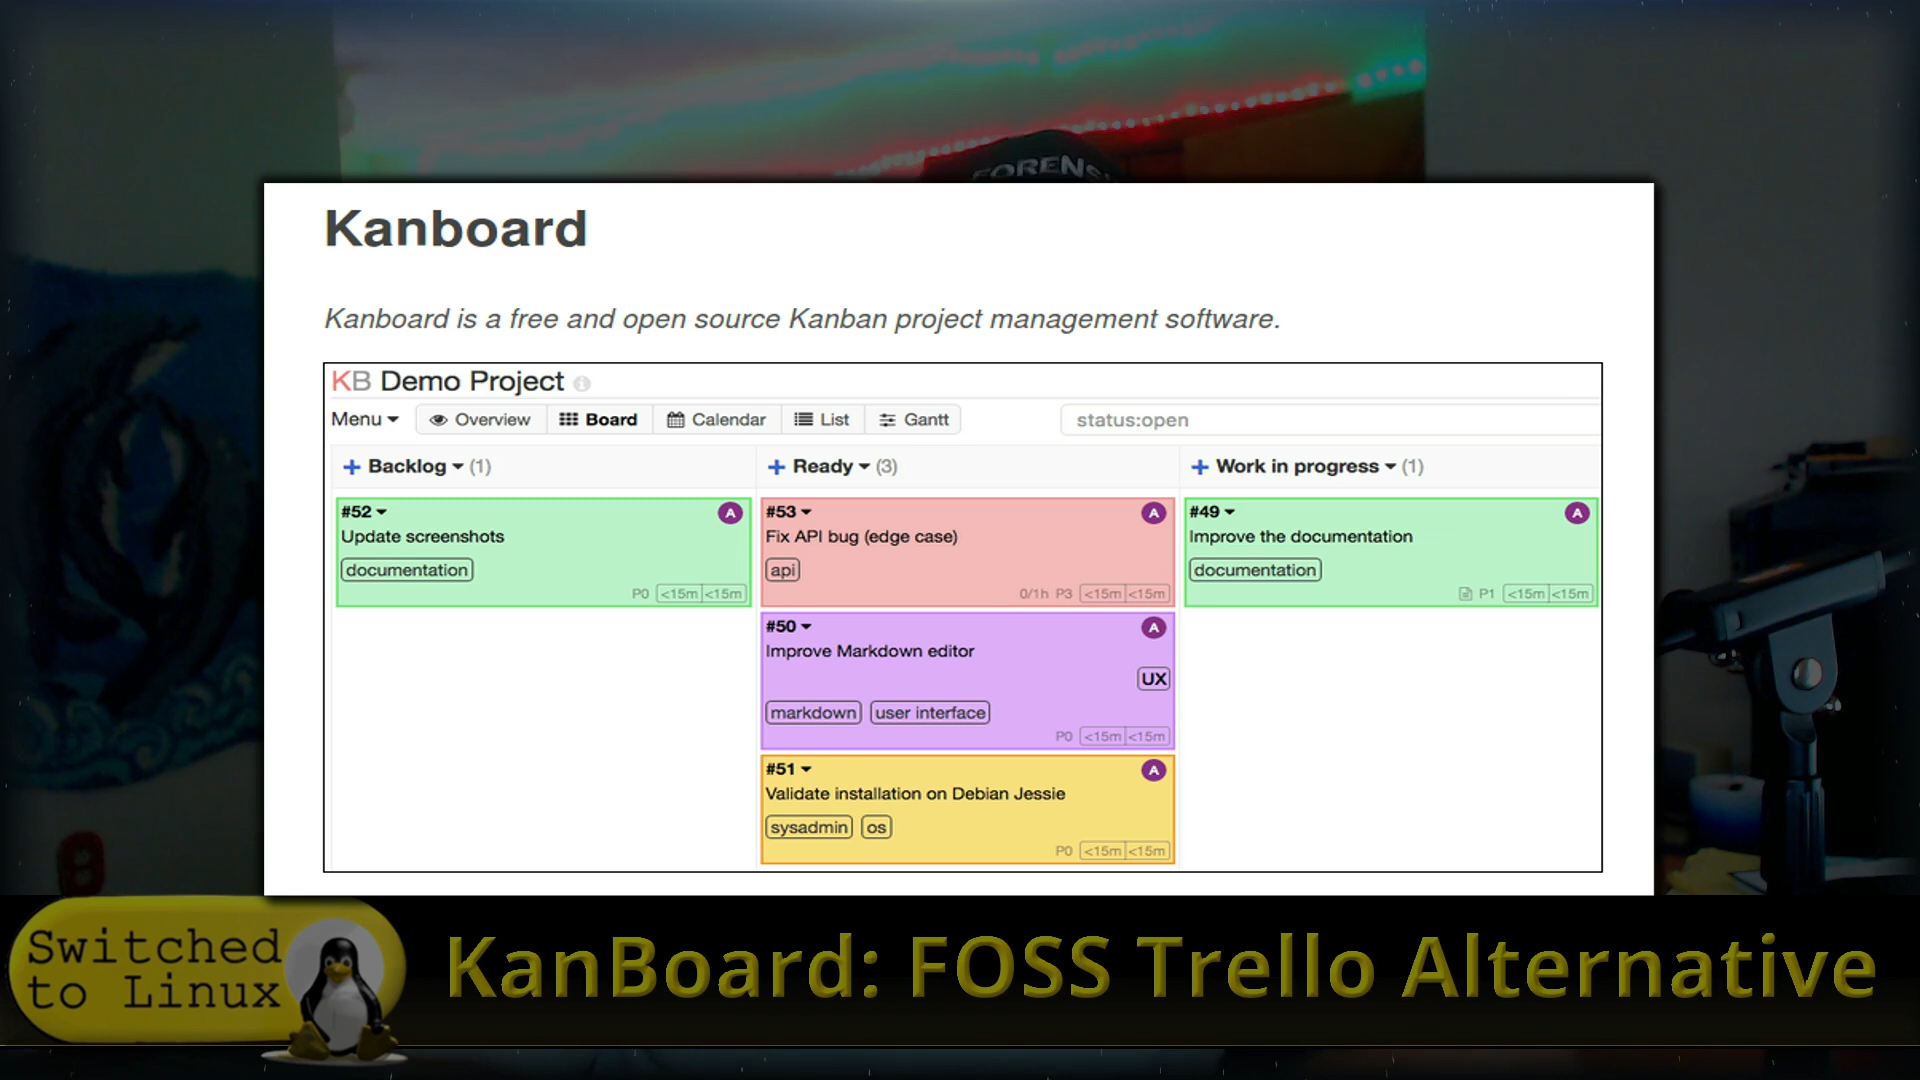 FORENS
Kanboard
Kanboard is a free and open source Kanban project management software.
KB Demo Project
Menu Overview Board Calendar List Gantt status:open
+ Backlog (1)
#52 A
Update screenshots
documentation
P0 <15m <15m
+ Ready (3)
#53 A
Fix API bug (edge case)
api
0/1h P3 <15m <15m
#50 A
Improve Markdown editor
UX
markdown user interface
P0 <15m <15m
#51 A
Validate installation on Debian Jessie
sysadmin os
P0 <15m <15m
+ Work in progress (1)
#49 A
Improve the documentation
documentation
P1 <15m <15m
Switched
to Linux
KanBoard: FOSS Trello Alternative